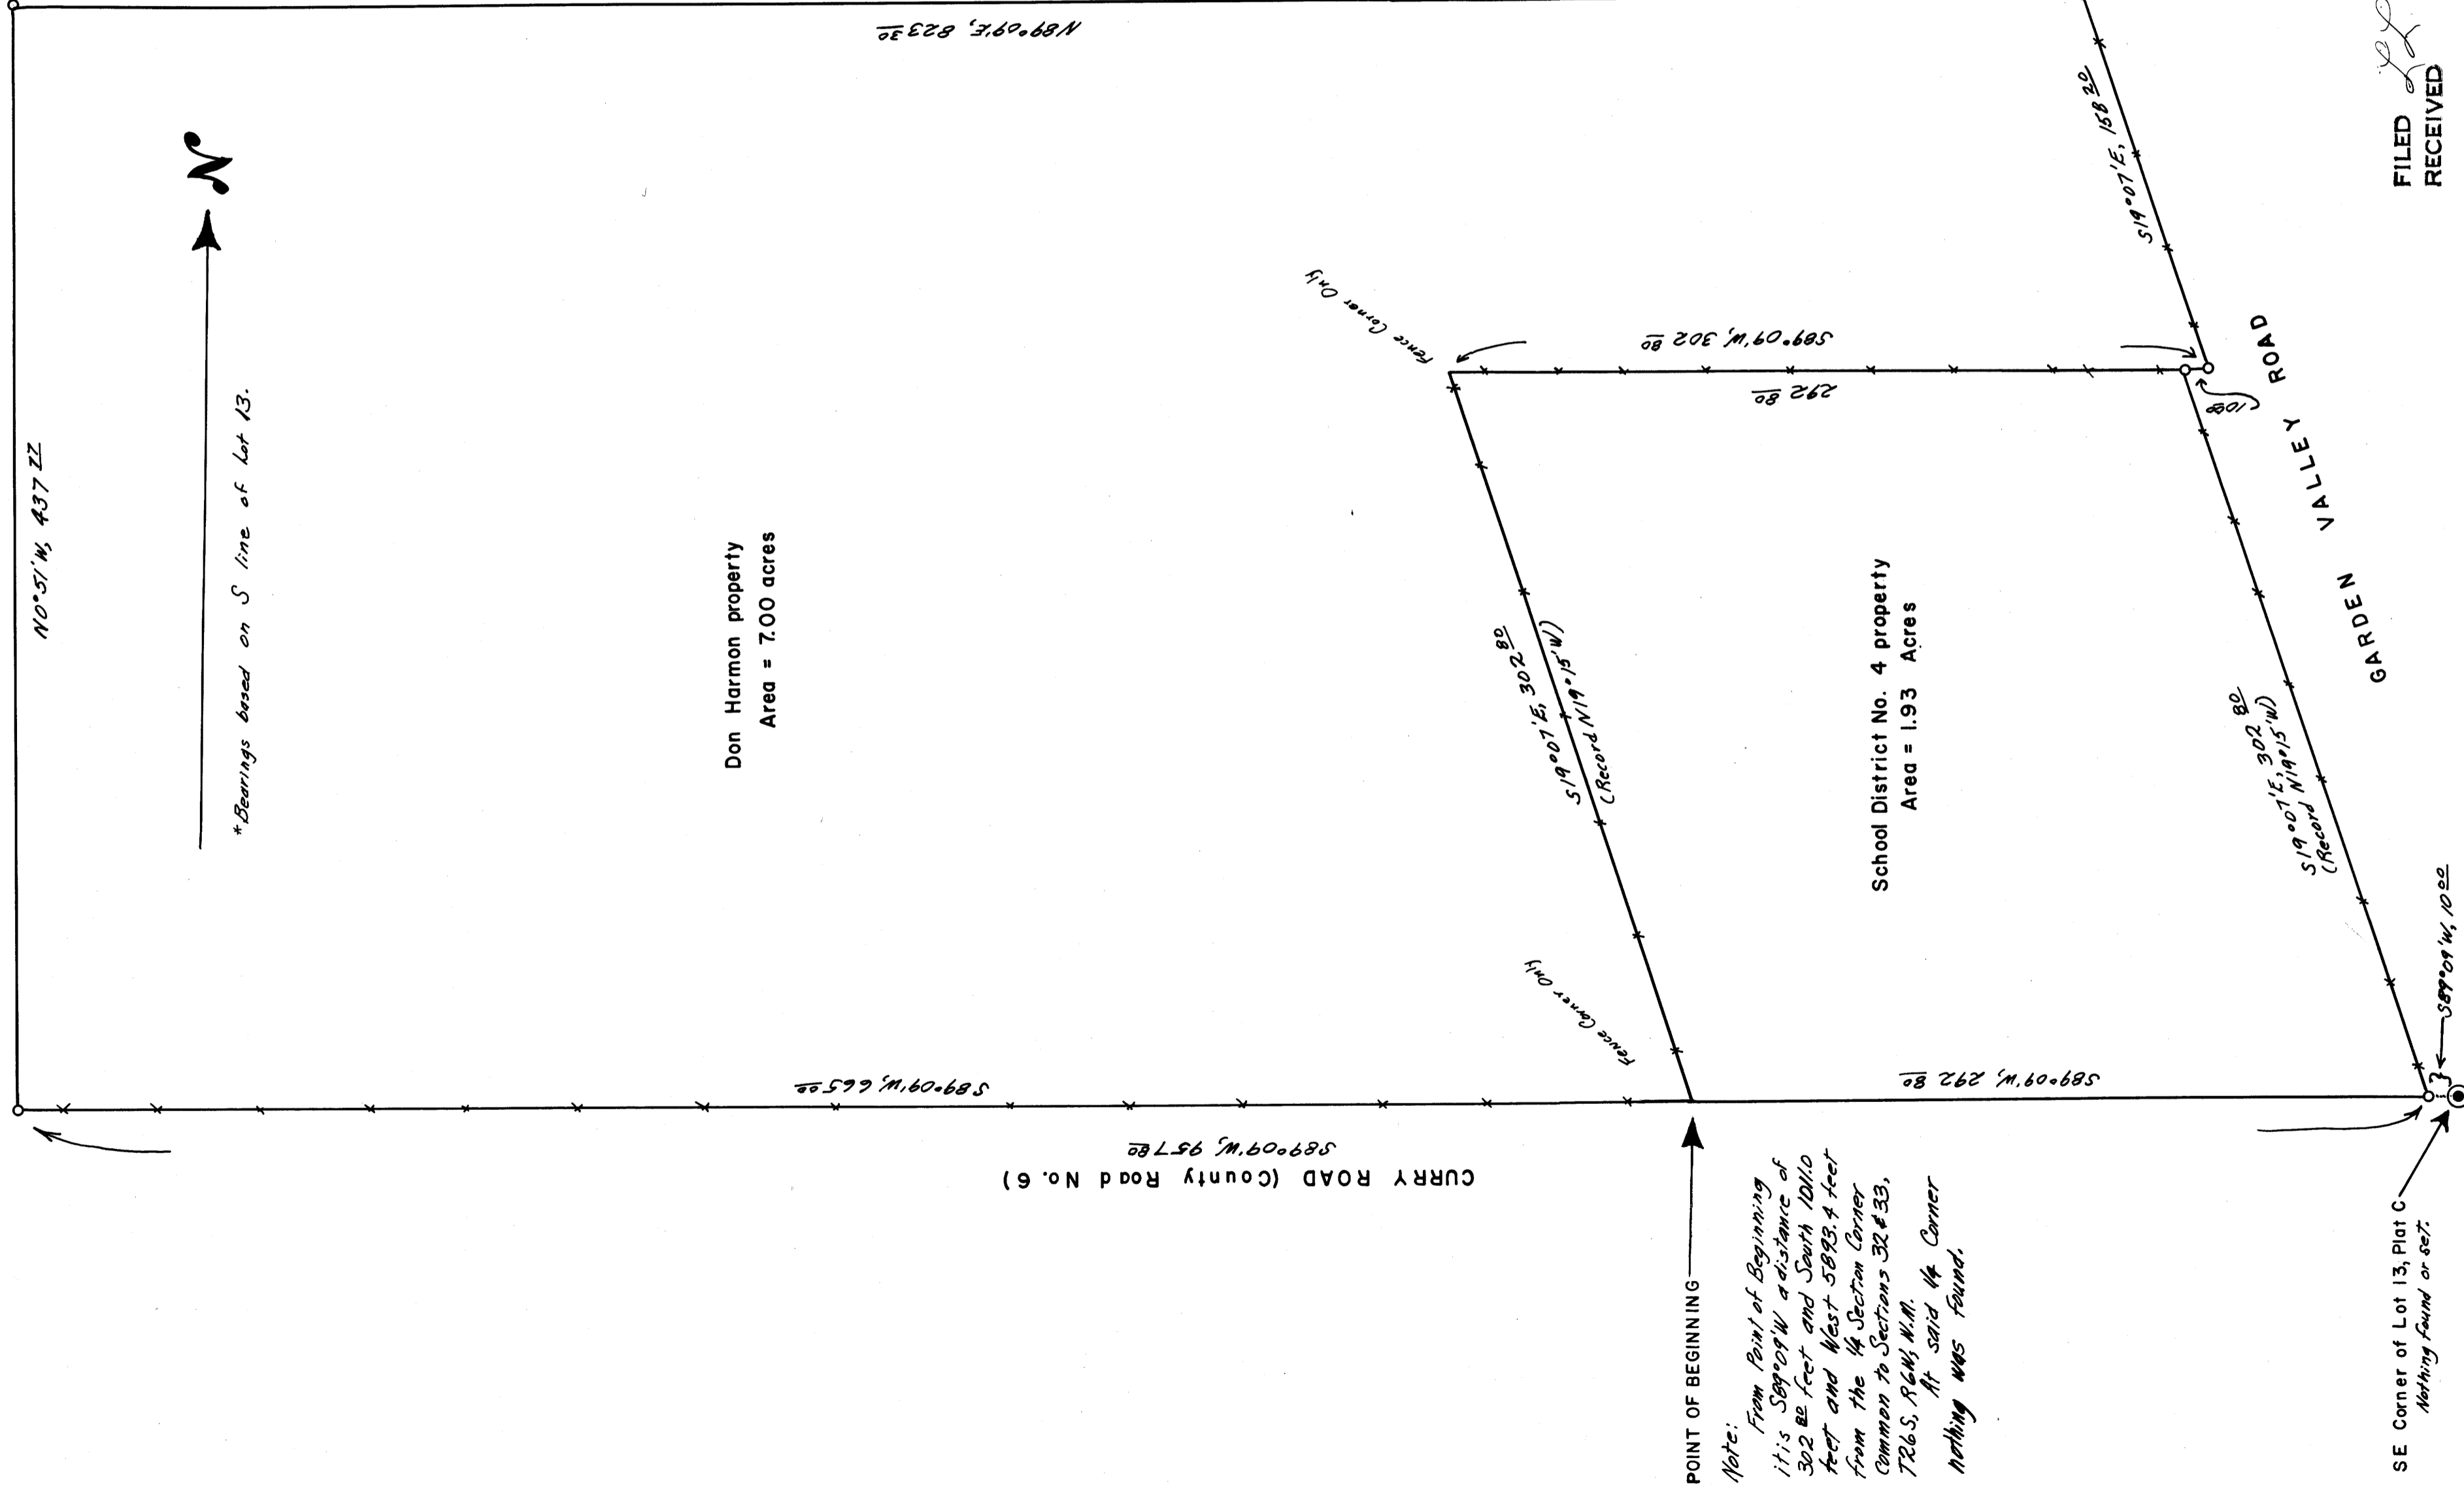 N89°09'E, 823 30
N0°51'W, 437 77
N
*Bearings based on S line of Lot 13.
Don Harmon property
Area = 7.00 acres
S19°07'E, 158 20
Fence Corner Only
S89°09'W, 302 80
292 80
10 00
GARDEN VALLEY ROAD
S19°07'E, 302 80
(Record N19°15'W)
School District No. 4 property
Area = 1.93 Acres
S19°07'E, 302 80
(Record N19°15'W)
Fence Corner Only
S89°09'W, 665 00
S89°09'W, 292 80
S89°09'W, 10 00
S89°09'W, 957 80
CURRY ROAD (County Road No. 6)
POINT OF BEGINNING
Note:
From Point of Beginning
it is S89°09'W a distance of
302 80 feet and South 1011.0
feet and West 5893.4 feet
from the 1/4 Section Corner
common to Sections 32 & 33,
T26S, R6W, W.M.
At said 1/4 Corner
nothing was found.
SE Corner of Lot 13, Plat C
Nothing found or set.
FILED
RECEIVED